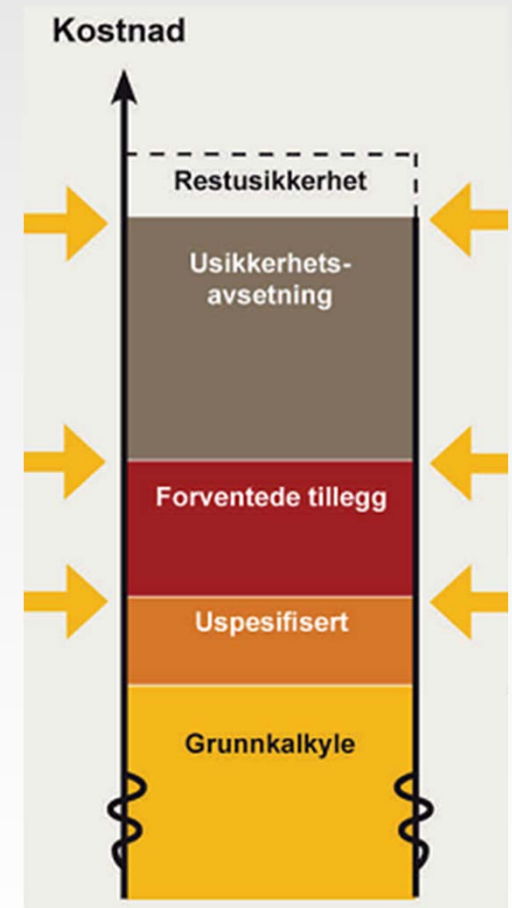 Kostnad
Restusikkerhet
Usikkerhets-
avsetning
Forventede tillegg
Uspesifisert
Grunnkalkyle